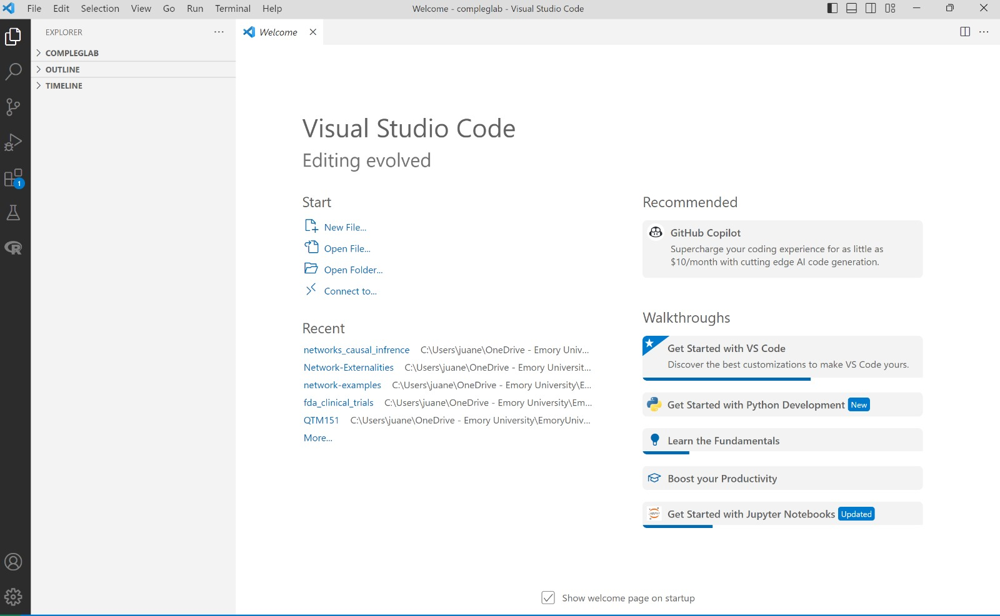 File Edit Selection View Go Run Terminal Help
Welcome - compleglab - Visual Studio Code
EXPLORER
COMPLEGLAB
OUTLINE
TIMELINE
1
Welcome
Visual Studio Code
Editing evolved
Start
New File...
Open File...
Open Folder...
Connect to...
Recent
networks_causal_infrence C:\Users\juane\OneDrive - Emory Univ...
Network-Externalities C:\Users\juane\OneDrive - Emory Universit...
network-examples C:\Users\juane\OneDrive - Emory University\E...
fda_clinical_trials C:\Users\juane\OneDrive - Emory University\Em...
QTM151 C:\Users\juane\OneDrive - Emory University\EmoryUniv...
More...
Recommended
GitHub Copilot
Supercharge your coding experience for as little as
$10/month with cutting edge AI code generation.
Walkthroughs
Get Started with VS Code
Discover the best customizations to make VS Code yours.
Get Started with Python Development New
Learn the Fundamentals
Boost your Productivity
jupyter
Get Started with Jupyter Notebooks Updated
Show welcome page on startup